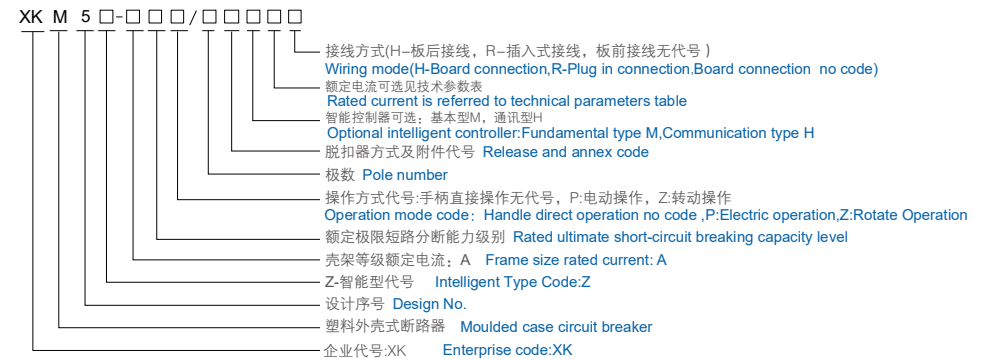 XK M 5 □-□ □ □/□ □ □ □ □
接线方式(H-板后接线，R-插入式接线，板前接线无代号）
Wiring mode(H-Board connection,R-Plug in connection,Board connection no code)
额定电流可选见技术参数表
Rated current is referred to technical parameters table
智能控制器可选：基本型M，通讯型H
Optional intelligent controller:Fundamental type M,Communication type H
脱扣器方式及附件代号 Release and annex code
极数 Pole number
操作方式代号:手柄直接操作无代号，P:电动操作，Z:转动操作
Operation mode code：Handle direct operation no code ,P:Electric operation,Z:Rotate Operation
额定极限短路分断能力级别 Rated ultimate short-circuit breaking capacity level
壳架等级额定电流：A Frame size rated current: A
Z-智能型代号 Intelligent Type Code:Z
设计序号 Design No.
塑料外壳式断路器 Moulded case circuit breaker
企业代号:XK Enterprise code:XK